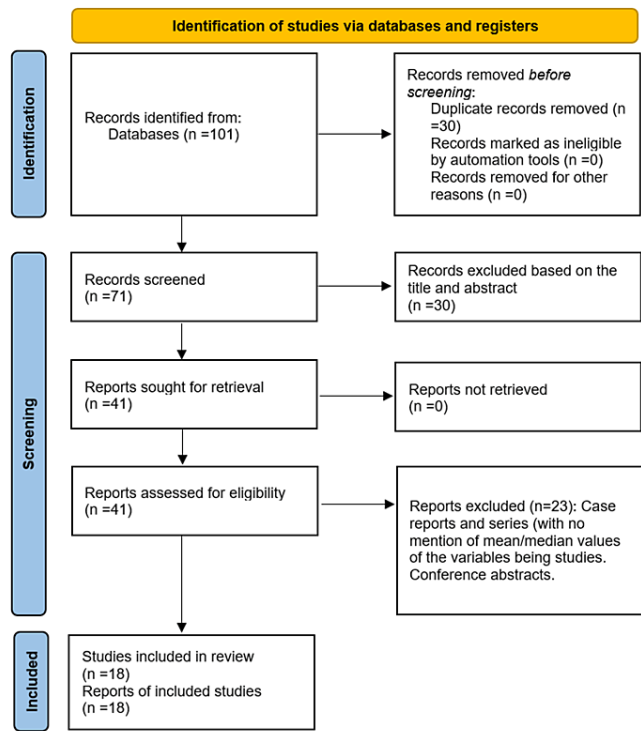 Identification of studies via databases and registers
Identification
Records identified from:
Databases (n =101)
Records removed before
screening:
Duplicate records removed (n
=30)
Records marked as ineligible
by automation tools (n =0)
Records removed for other
reasons (n =0)
Screening
Records screened
(n =71)
Records excluded based on the
title and abstract
(n =30)
Reports sought for retrieval
(n =41)
Reports not retrieved
(n =0)
Reports assessed for eligibility
(n =41)
Reports excluded (n=23): Case
reports and series (with no
mention of mean/median values
of the variables being studies.
Conference abstracts.
Included
Studies included in review
(n =18)
Reports of included studies
(n =18)